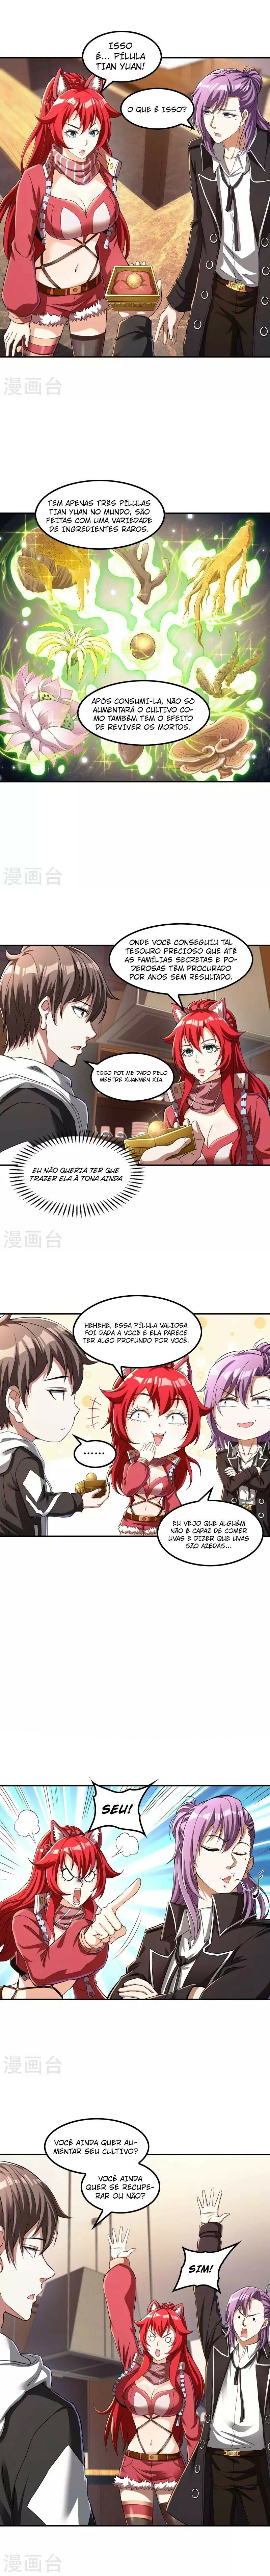 ISSO
É... PÍLULA
TIAN YUAN!
O QUE É ISSO?
漫画台
TEM APENAS TRÊS PÍLULAS
TIAN YUAN NO MUNDO, SÃO
FEITAS COM UMA VARIEDADE
DE INGREDIENTES RAROS.
APÓS CONSUMI-LA, NÃO SÓ
AUMENTARÁ O CULTIVO CO-
MO TAMBÉM TEM O EFEITO
DE REVIVER OS MORTOS.
漫画台
ONDE VOCÊ CONSEGUIU TAL
TESOURO PRECIOSO QUE ATÉ
AS FAMÍLIAS SECRETAS E PO-
DEROSAS TÊM PROCURADO
POR ANOS SEM RESULTADO.
ISSO FOI ME DADO PELO
MESTRE XUANMEN XIA.
EU NÃO QUERIA TER QUE
TRAZER ELA À TONA AINDA
漫画台
HEHEHE, ESSA PÍLULA VALIOSA
FOI DADA A VOCÊ E ELA PARECE
TER ALGO PROFUNDO POR VOCÊ.
......
EU VEJO QUE ALGUÉM
NÃO É CAPAZ DE COMER
UVAS E DIZER QUE UVAS
SÃO AZEDAS...
SEU!
漫画台
VOCÊ AINDA QUER AU-
MENTAR SEU CULTIVO?
VOCÊ AINDA
QUER SE RECUPE-
RAR OU NÃO?
SIM!
漫画台